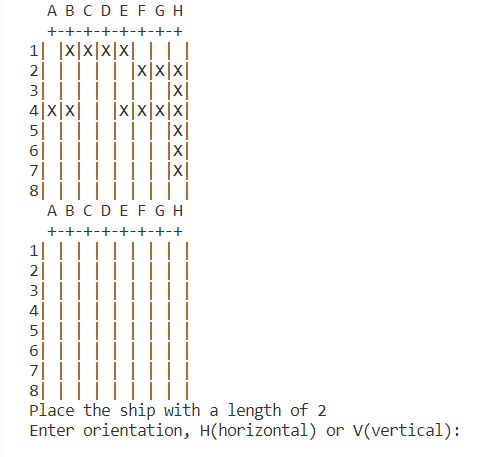 A B C D E F G H
  +-+-+-+-+-+-+-+
1| |X|X|X|X| | | |
2| | | | | |X|X|X|
3| | | | | | | |X|
4|X|X| | |X|X|X|X|
5| | | | | | | |X|
6| | | | | | | |X|
7| | | | | | | |X|
8| | | | | | | | |
  A B C D E F G H
  +-+-+-+-+-+-+-+
1| | | | | | | | |
2| | | | | | | | |
3| | | | | | | | |
4| | | | | | | | |
5| | | | | | | | |
6| | | | | | | | |
7| | | | | | | | |
8| | | | | | | | |
Place the ship with a length of 2
Enter orientation, H(horizontal) or V(vertical):